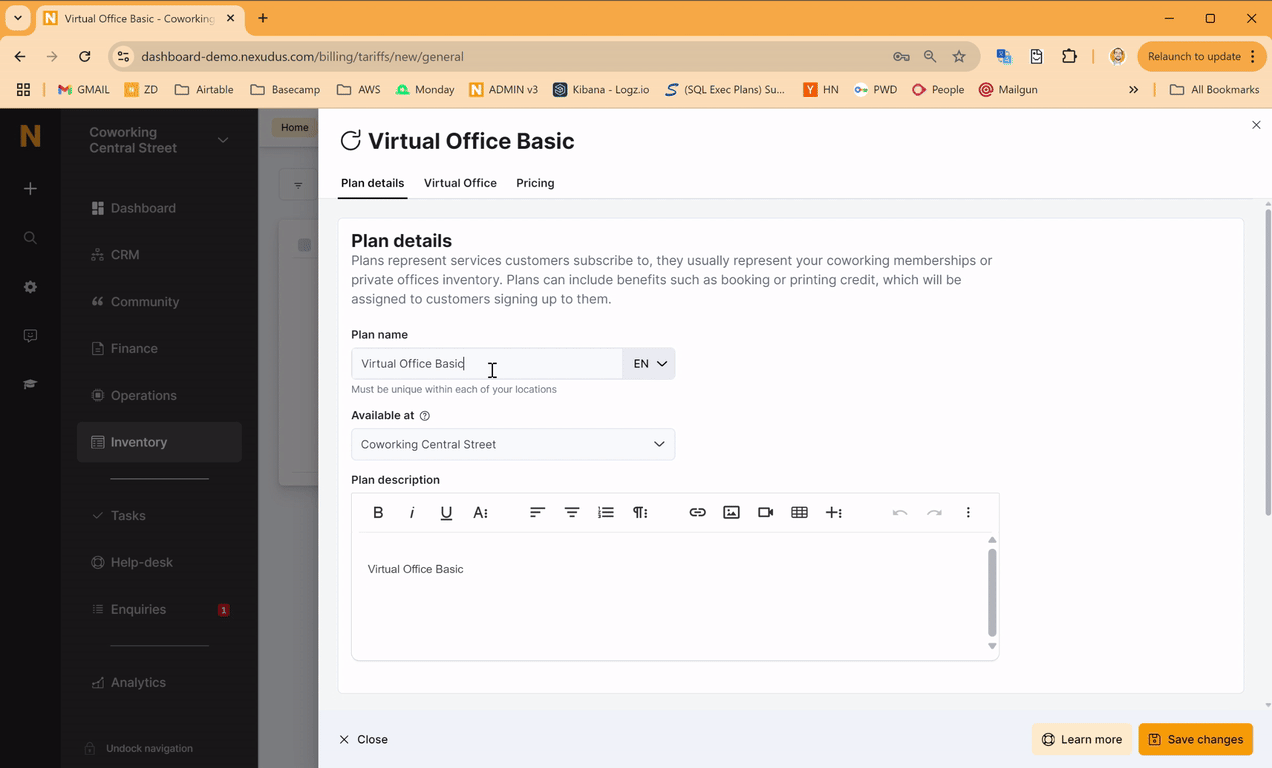 Virtual Office Basic - Coworking
dashboard-demo.nexudus.com/billing/tariffs/new/general
Relaunch to update
GMAIL
ZD
Airtable
Basecamp
AWS
Monday
ADMIN v3
Kibana - Logz.io
(SQL Exec Plans) Su...
HN
PWD
People
Mailgun
All Bookmarks
Coworking
Central Street
Dashboard
CRM
Community
Finance
Operations
Inventory
Tasks
Help-desk
Enquiries 1
Analytics
Undock navigation
Home
Virtual Office Basic
Plan details Virtual Office Pricing
Plan details
Plans represent services customers subscribe to, they usually represent your coworking memberships or
private offices inventory. Plans can include benefits such as booking or printing credit, which will be
assigned to customers signing up to them.
Plan name
Virtual Office Basic EN
Must be unique within each of your locations
Available at
Coworking Central Street
Plan description
Virtual Office Basic
Close
Learn more
Save changes